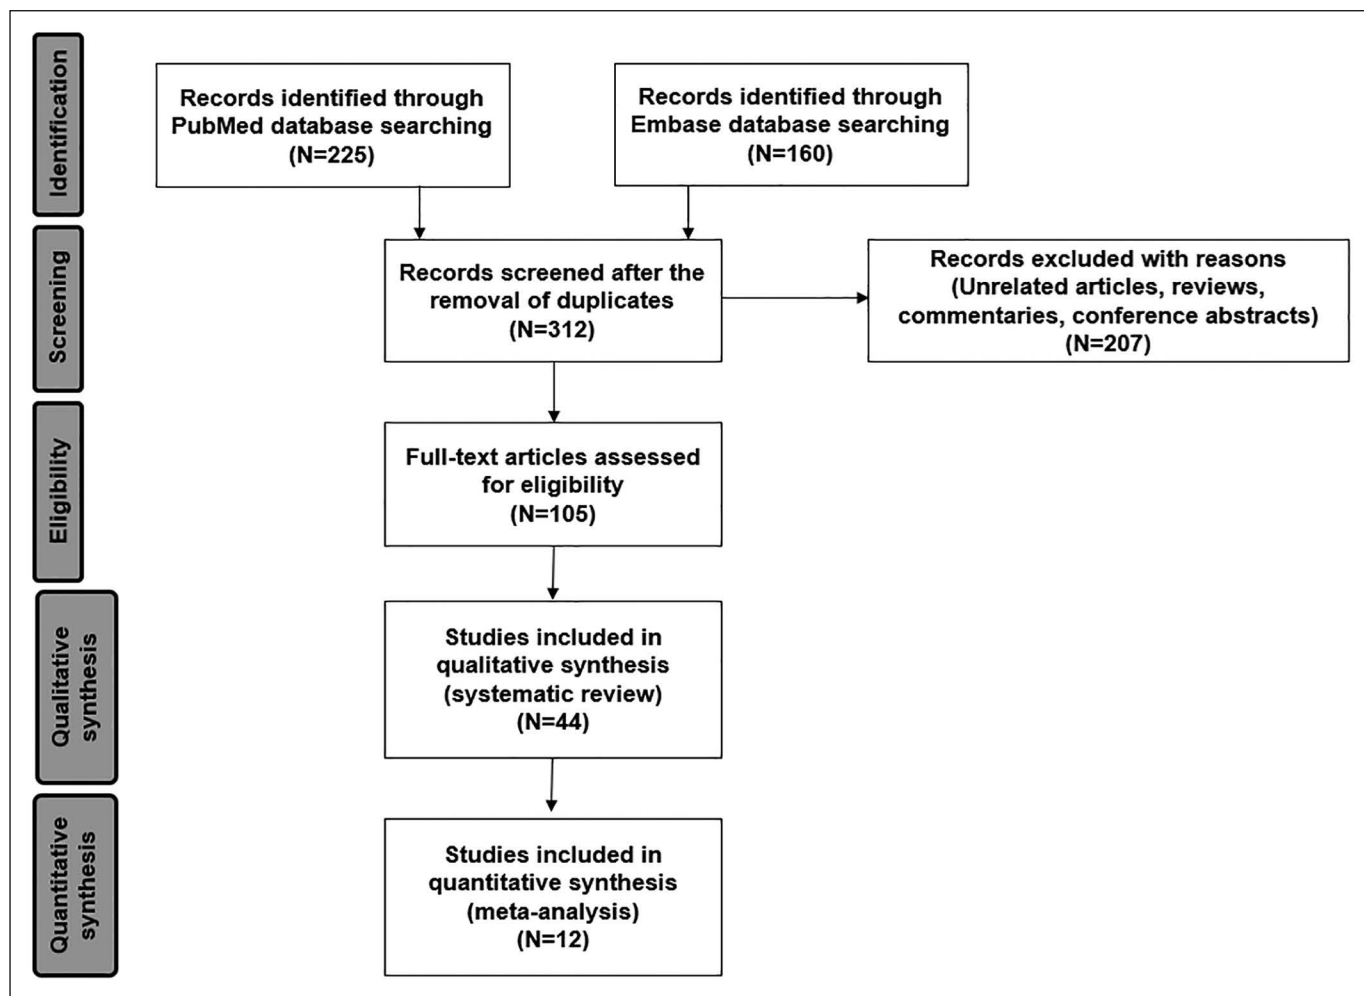 Identification
Records identified through
PubMed database searching
(N=225)
Records identified through
Embase database searching
(N=160)
Screening
Records screened after the
removal of duplicates
(N=312)
Records excluded with reasons
(Unrelated articles, reviews,
commentaries, conference abstracts)
(N=207)
Eligibility
Full-text articles assessed
for eligibility
(N=105)
Qualitative
synthesis
Studies included in
qualitative synthesis
(systematic review)
(N=44)
Quantitative
synthesis
Studies included in
quantitative synthesis
(meta-analysis)
(N=12)